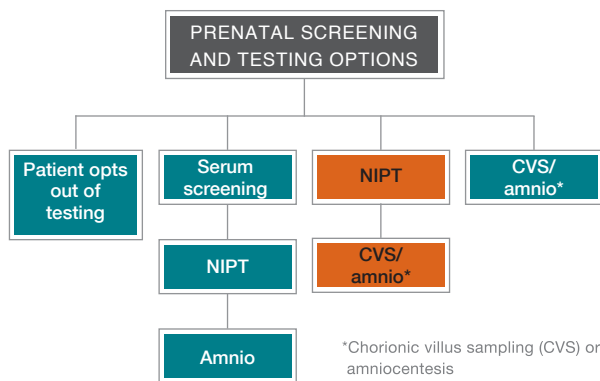 PRENATAL SCREENING
AND TESTING OPTIONS
Patient opts
out of
testing
Serum
screening
NIPT
CVS/
amnio*
NIPT
CVS/
amnio*
Amnio
*Chorionic villus sampling (CVS) or
amniocentesis